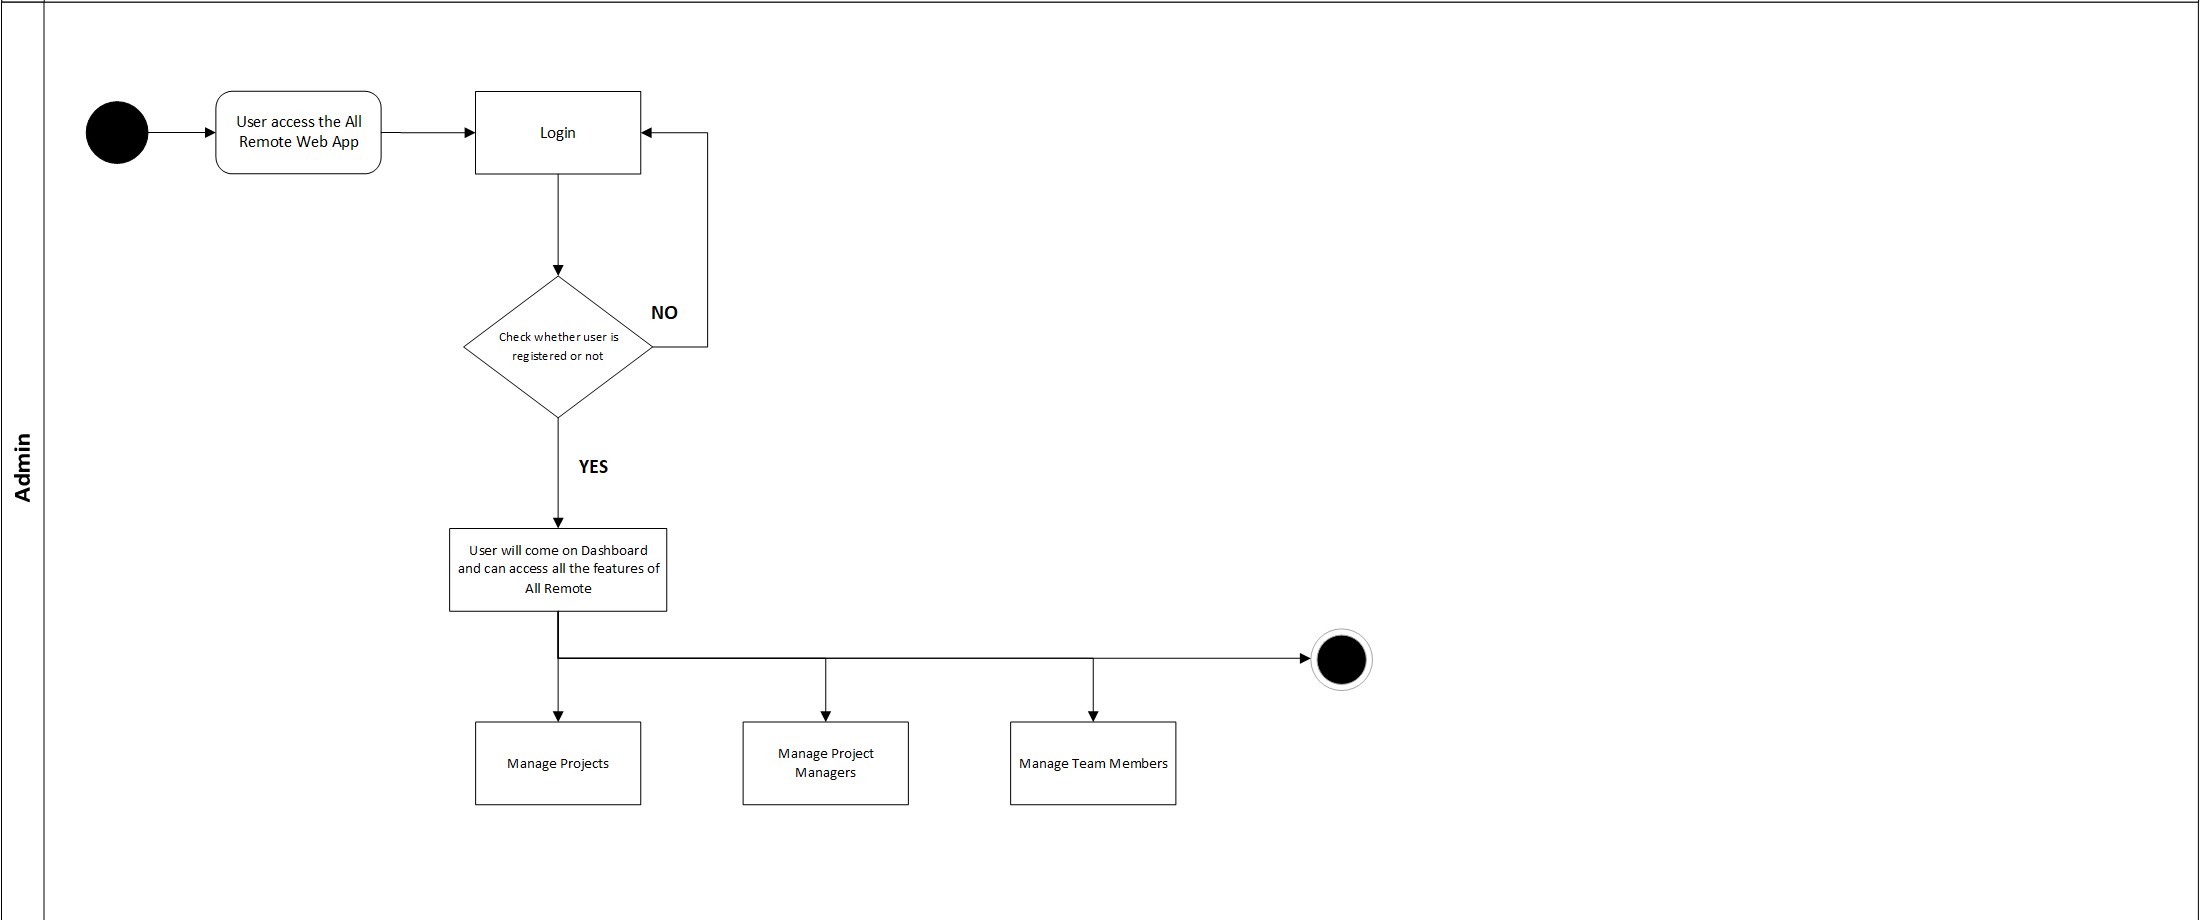 Admin
User access the All
Remote Web App
Login
NO
Check whether user is
registered or not
YES
User will come on Dashboard
and can access all the features of
All Remote
Manage Projects
Manage Project
Managers
Manage Team Members